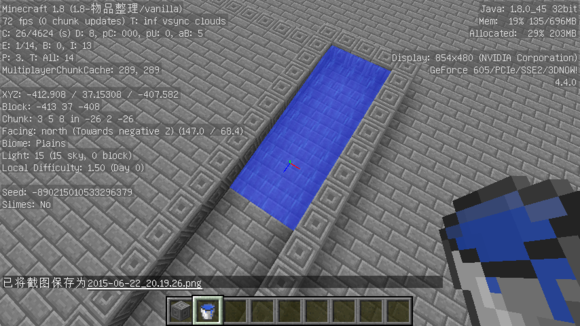 Minecraft 1.8 (1.8-物品整理/vanilla)
72 fps (0 chunk updates) T: inf vsync clouds
C: 26/4624 (s) D: 8, pC: 000, pU: 0, aB: 5
E: 1/14, B: 0, I: 13
P: 3. T: All: 14
MultiplayerChunkCache: 289, 289
XYZ: -412.908 / 37.15308 / -407.582
Block: -413 37 -408
Chunk: 3 5 8 in -26 2 -26
Facing: north (Towards negative Z) (147.0 / 68.4)
Biome: Plains
Light: 15 (15 sky, 0 block)
Local Difficulty: 1.50 (Day 0)
Seed: -890215010533296379
Slimes: No
Java: 1.8.0_45 32bit
Mem: 19% 135/696MB
Allocated: 29% 203MB
Display: 854x480 (NVIDIA Corporation)
GeForce 605/PCIe/SSE2/3DNOW!
4.4.0
已将截图保存为2015-06-22_20.19.26.png